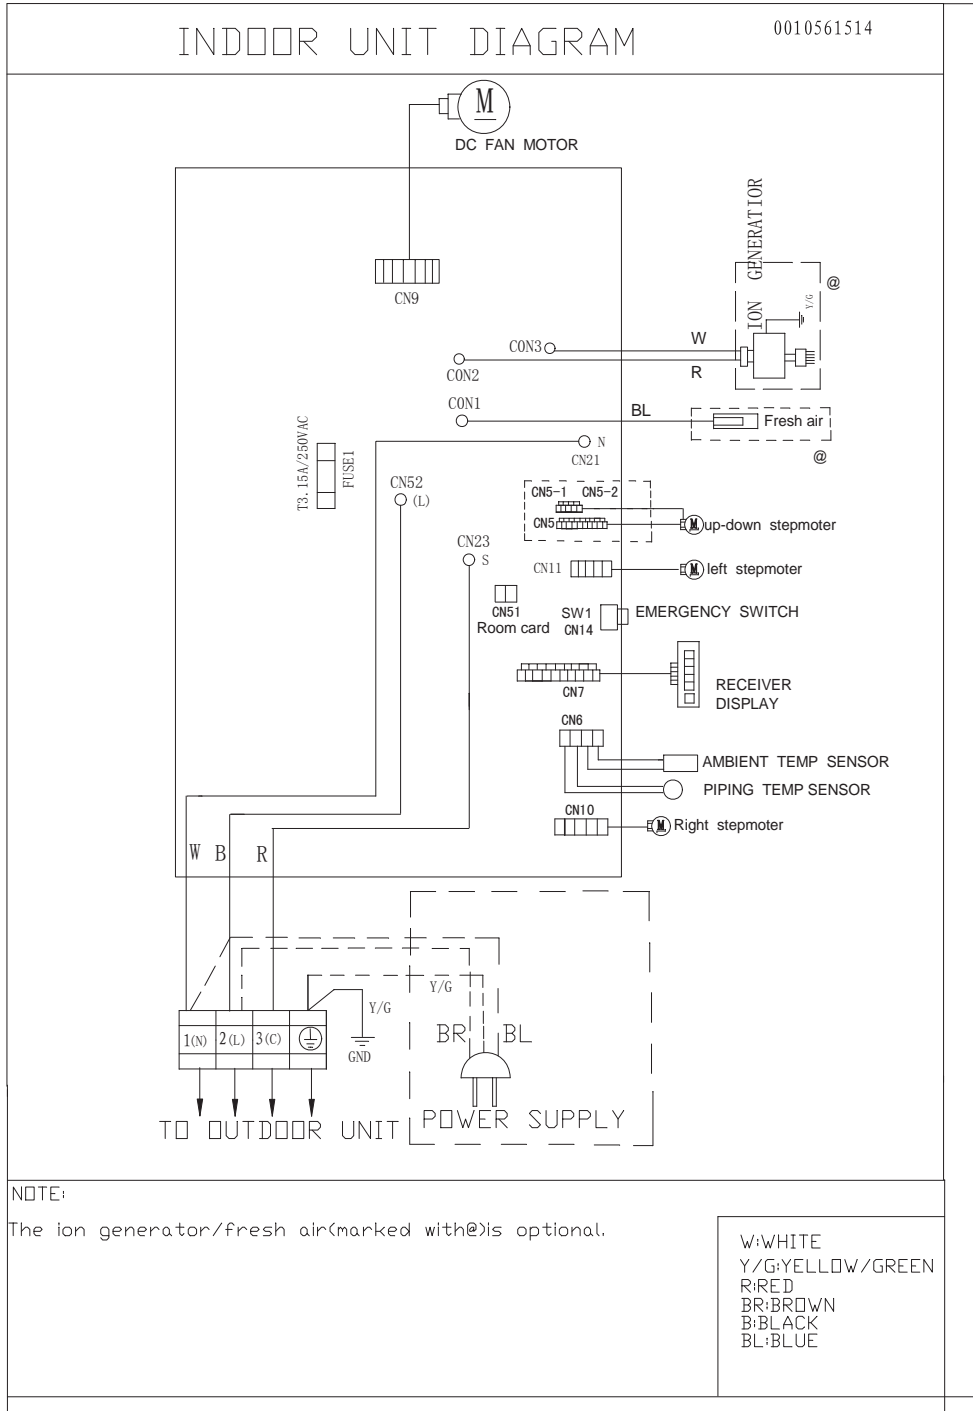 INDOOR UNIT DIAGRAM
0010561514
M
DC FAN MOTOR
CN9
ION GENERATIOR
@
Y/G
CON3
W
CON2
R
CON1
BL
Fresh air
@
N
CN21
T3.15A/250VAC
FUSE1
CN52
(L)
CN5-1 CN5-2
CN5
M up-down stepmoter
CN23
S
CN11
M left stepmoter
CN51
Room card
SW1
CN14
EMERGENCY SWITCH
CN7
RECEIVER
DISPLAY
CN6
AMBIENT TEMP SENSOR
PIPING TEMP SENSOR
CN10
M Right stepmoter
W B R
Y/G
Y/G
BR BL
1(N) 2(L) 3(C)
GND
TO OUTDOOR UNIT
POWER SUPPLY
NOTE:
The ion generator/fresh air(marked with@)is optional.
W:WHITE
Y/G:YELLOW/GREEN
R:RED
BR:BROWN
B:BLACK
BL:BLUE